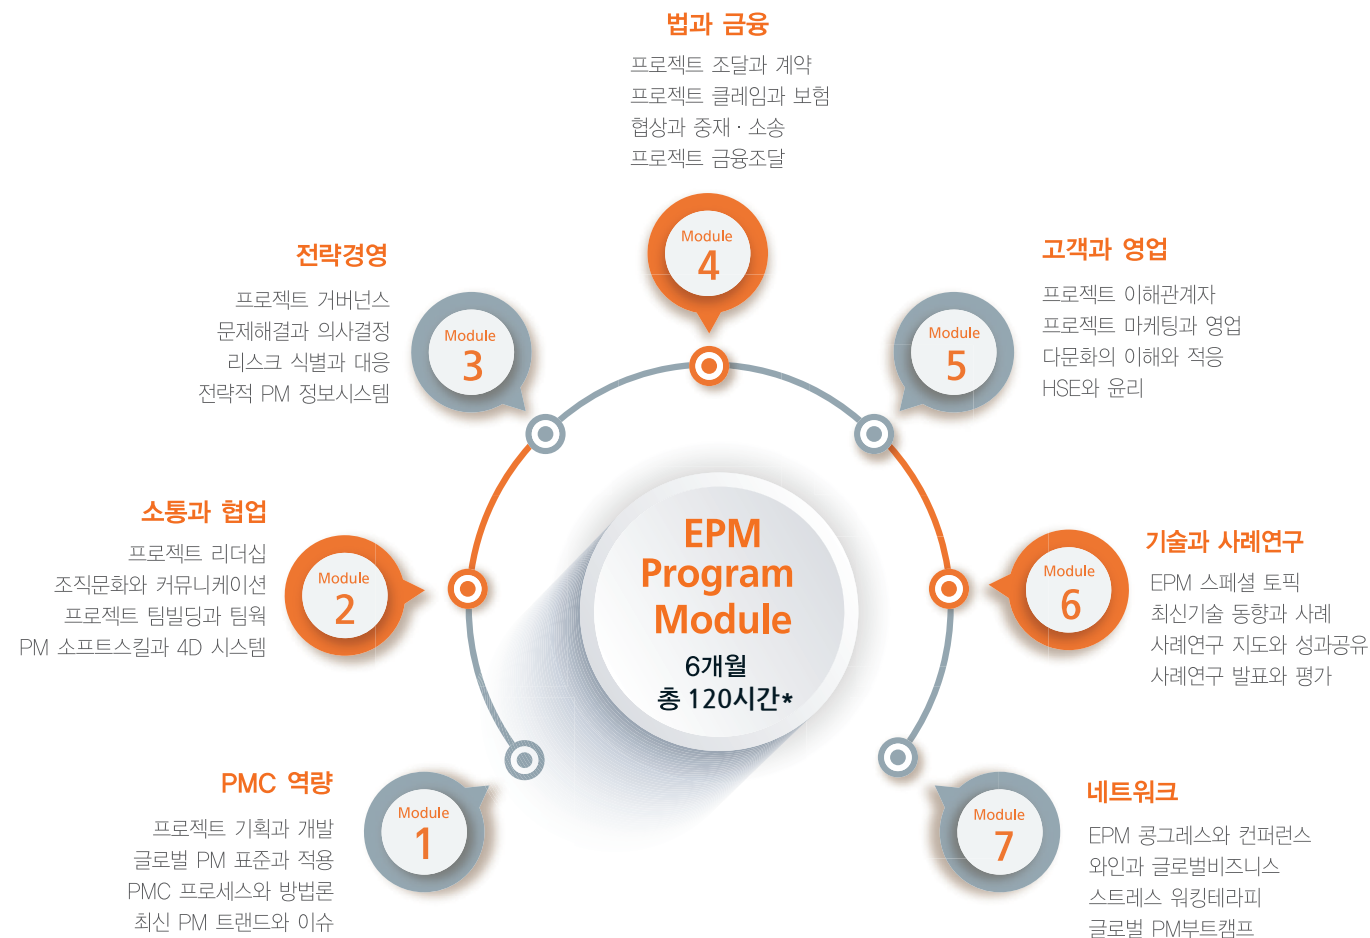 법과 금융
프로젝트 조달과 계약
프로젝트 클레임과 보험
협상과 중재 · 소송
프로젝트 금융조달
Module
4
전략경영
프로젝트 거버넌스
문제해결과 의사결정
리스크 식별과 대응
전략적 PM 정보시스템
Module
3
고객과 영업
프로젝트 이해관계자
프로젝트 마케팅과 영업
다문화의 이해와 적응
HSE와 윤리
Module
5
소통과 협업
프로젝트 리더십
조직문화와 커뮤니케이션
프로젝트 팀빌딩과 팀웍
PM 소프트스킬과 4D 시스템
Module
2
EPM
Program
Module
6개월
총 120시간*
기술과 사례연구
EPM 스페셜 토픽
최신기술 동향과 사례
사례연구 지도와 성과공유
사례연구 발표와 평가
Module
6
PMC 역량
프로젝트 기획과 개발
글로벌 PM 표준과 적용
PMC 프로세스와 방법론
최신 PM 트랜드와 이슈
Module
1
네트워크
EPM 콩그레스와 컨퍼런스
와인과 글로벌비즈니스
스트레스 워킹테라피
글로벌 PM부트캠프
Module
7